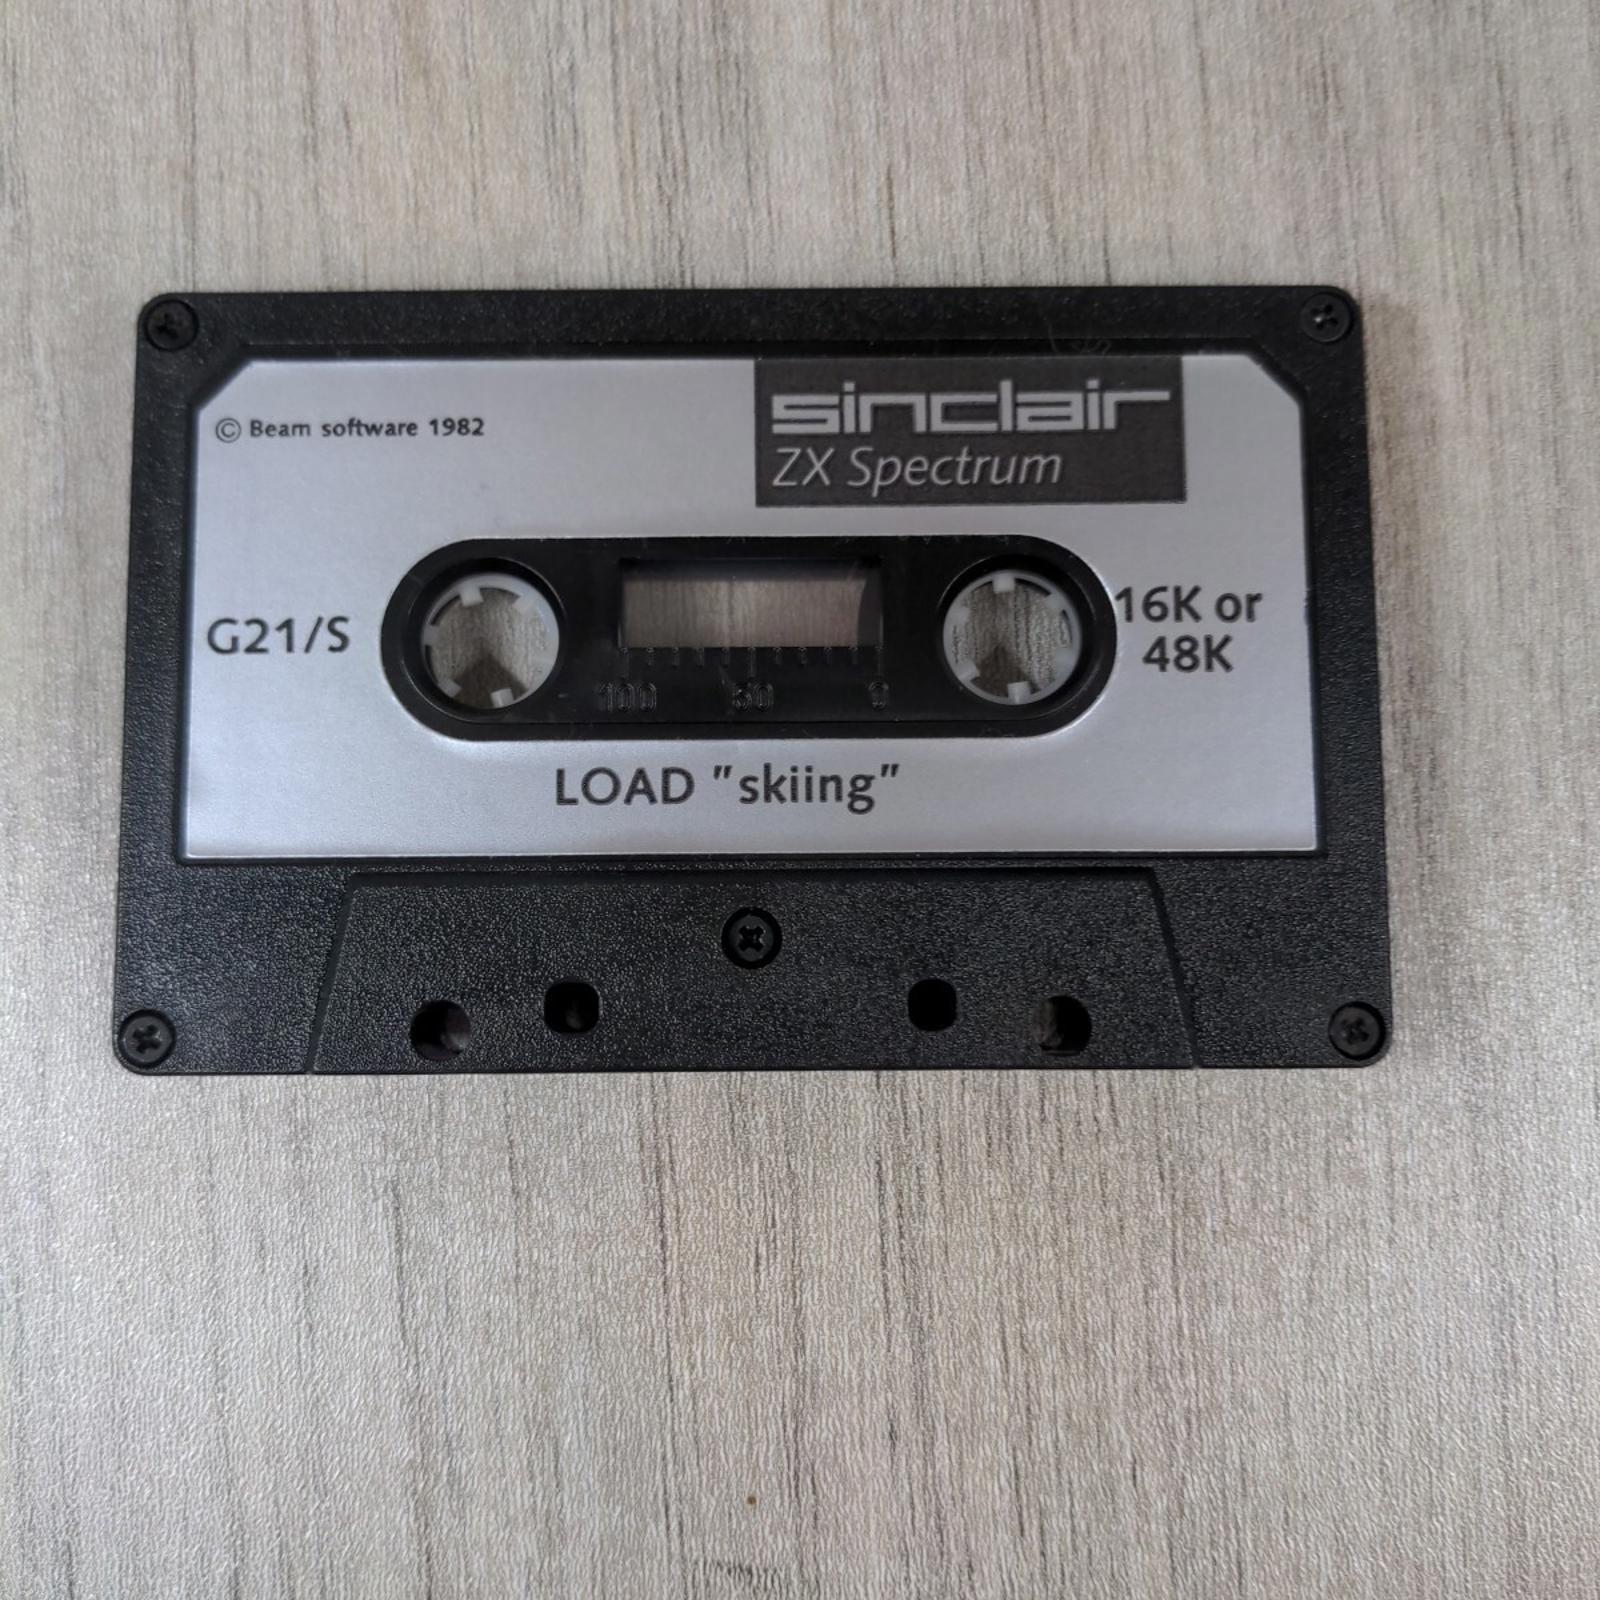 © Beam software 1982
sinclair
ZX Spectrum
G21/S
16K or
48K
100 50 0
LOAD "skiing"